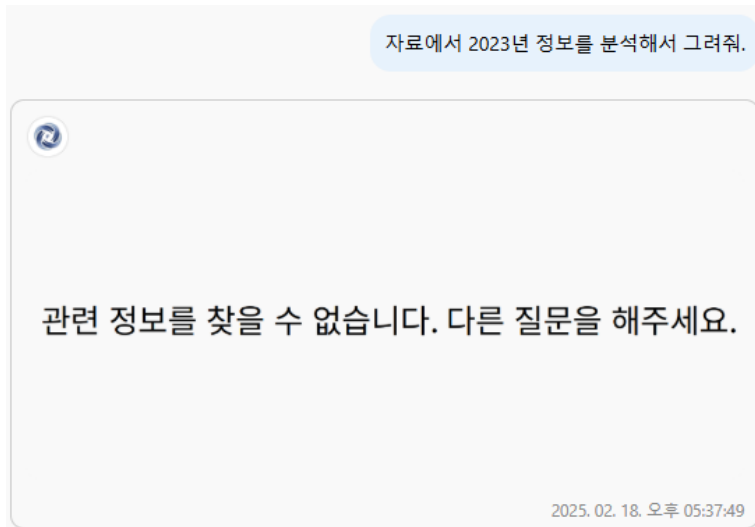 자료에서 2023년 정보를 분석해서 그려줘.
관련 정보를 찾을 수 없습니다. 다른 질문을 해주세요.
2025. 02. 18. 오후 05:37:49